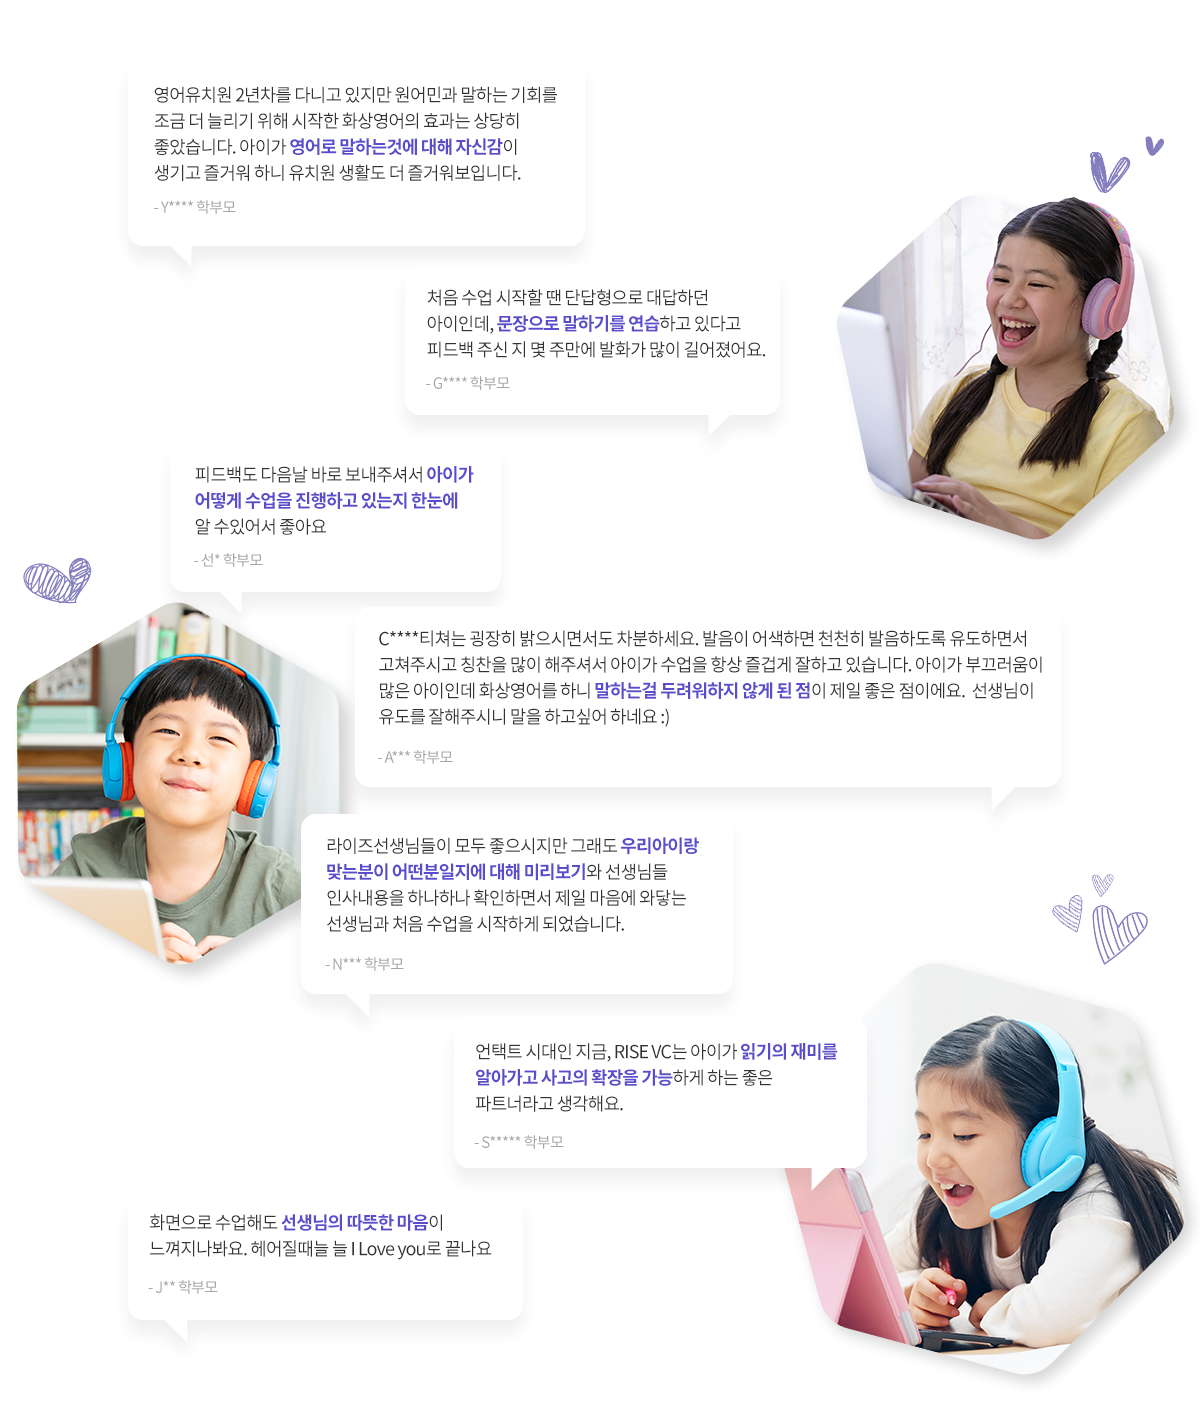 영어유치원 2년차를 다니고 있지만 원어민과 말하는 기회를
조금 더 늘리기 위해 시작한 화상영어의 효과는 상당히
좋았습니다. 아이가 영어로 말하는것에 대해 자신감이
생기고 즐거워 하니 유치원 생활도 더 즐거워보입니다.
- Y**** 학부모
처음 수업 시작할 땐 단답형으로 대답하던
아이인데, 문장으로 말하기를 연습하고 있다고
피드백 주신 지 몇 주만에 발화가 많이 길어졌어요.
- G**** 학부모
피드백도 다음날 바로 보내주셔서 아이가
어떻게 수업을 진행하고 있는지 한눈에
알 수있어서 좋아요
- 선* 학부모
C****티쳐는 굉장히 밝으시면서도 차분하세요. 발음이 어색하면 천천히 발음하도록 유도하면서
고쳐주시고 칭찬을 많이 해주셔서 아이가 수업을 항상 즐겁게 잘하고 있습니다. 아이가 부끄러움이
많은 아이인데 화상영어를 하니 말하는걸 두려워하지 않게 된 점이 제일 좋은 점이에요. 선생님이
유도를 잘해주시니 말을 하고싶어 하네요 :)
- A*** 학부모
라이즈선생님들이 모두 좋으시지만 그래도 우리아이랑
맞는분이 어떤분일지에 대해 미리보기와 선생님들
인사내용을 하나하나 확인하면서 제일 마음에 와닿는
선생님과 처음 수업을 시작하게 되었습니다.
- N*** 학부모
언택트 시대인 지금, RISE VC는 아이가 읽기의 재미를
알아가고 사고의 확장을 가능하게 하는 좋은
파트너라고 생각해요.
- S***** 학부모
화면으로 수업해도 선생님의 따뜻한 마음이
느껴지나봐요. 헤어질때늘 늘 I Love you로 끝나요
- J** 학부모